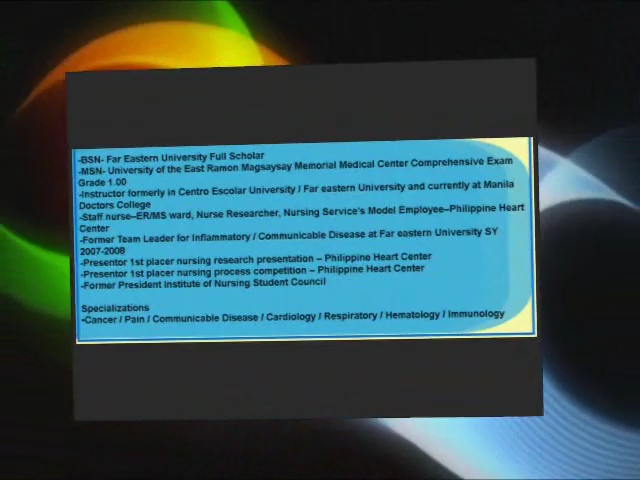 -BSN- Far Eastern University Full Scholar
-MSN- University of the East Ramon Magsaysay Memorial Medical Center Comprehensive Exam
Grade 1.00
-Instructor formerly in Centro Escolar University / Far eastern University and currently at Manila
Doctors College
-Staff nurse–ER/MS ward, Nurse Researcher, Nursing Service's Model Employee–Philippine Heart
Center
-Former Team Leader for Inflammatory / Communicable Disease at Far eastern University SY
2007-2008
-Presentor 1st placer nursing research presentation – Philippine Heart Center
-Presentor 1st placer nursing process competition – Philippine Heart Center
-Former President Institute of Nursing Student Council
Specializations
-Cancer / Pain / Communicable Disease / Cardiology / Respiratory / Hematology / Immunology